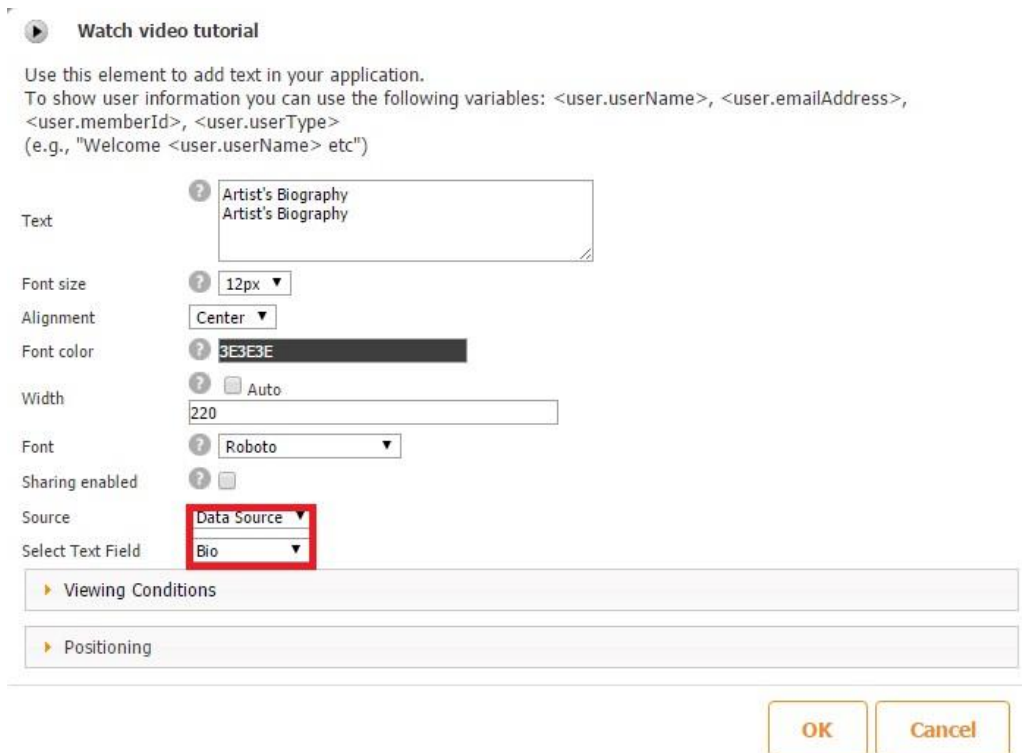 Watch video tutorial
Use this element to add text in your application.
To show user information you can use the following variables: <user.userName>, <user.emailAddress>,
<user.memberId>, <user.userType>
(e.g., "Welcome <user.userName> etc")
Text ? Artist's Biography
Artist's Biography
Font size ? 12px
Alignment Center
Font color ? 3E3E3E
Width ? Auto
220
Font ? Roboto
Sharing enabled ?
Source Data Source
Select Text Field Bio
Viewing Conditions
Positioning
OK Cancel